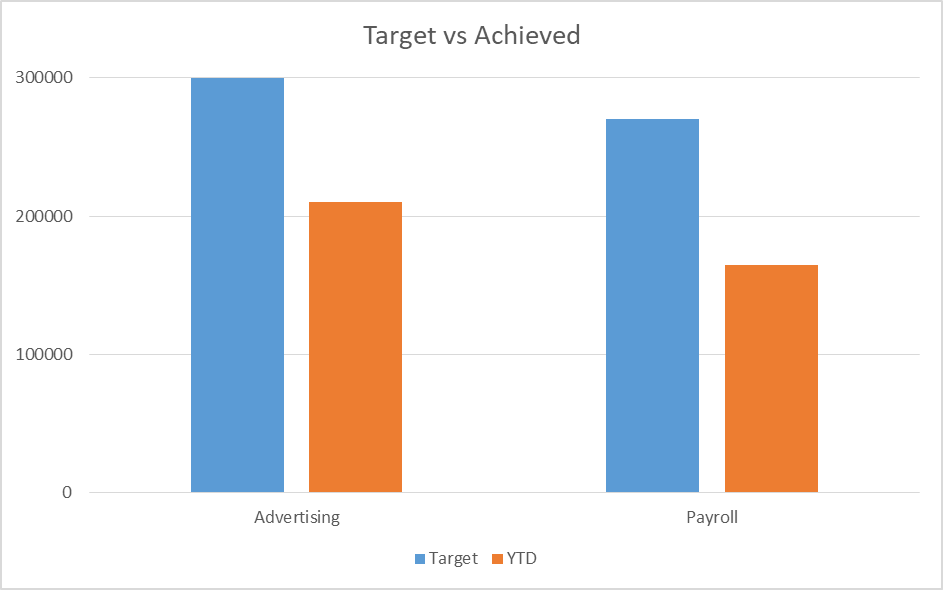 Target vs Achieved
300000
200000
100000
0
Advertising Payroll
Target YTD